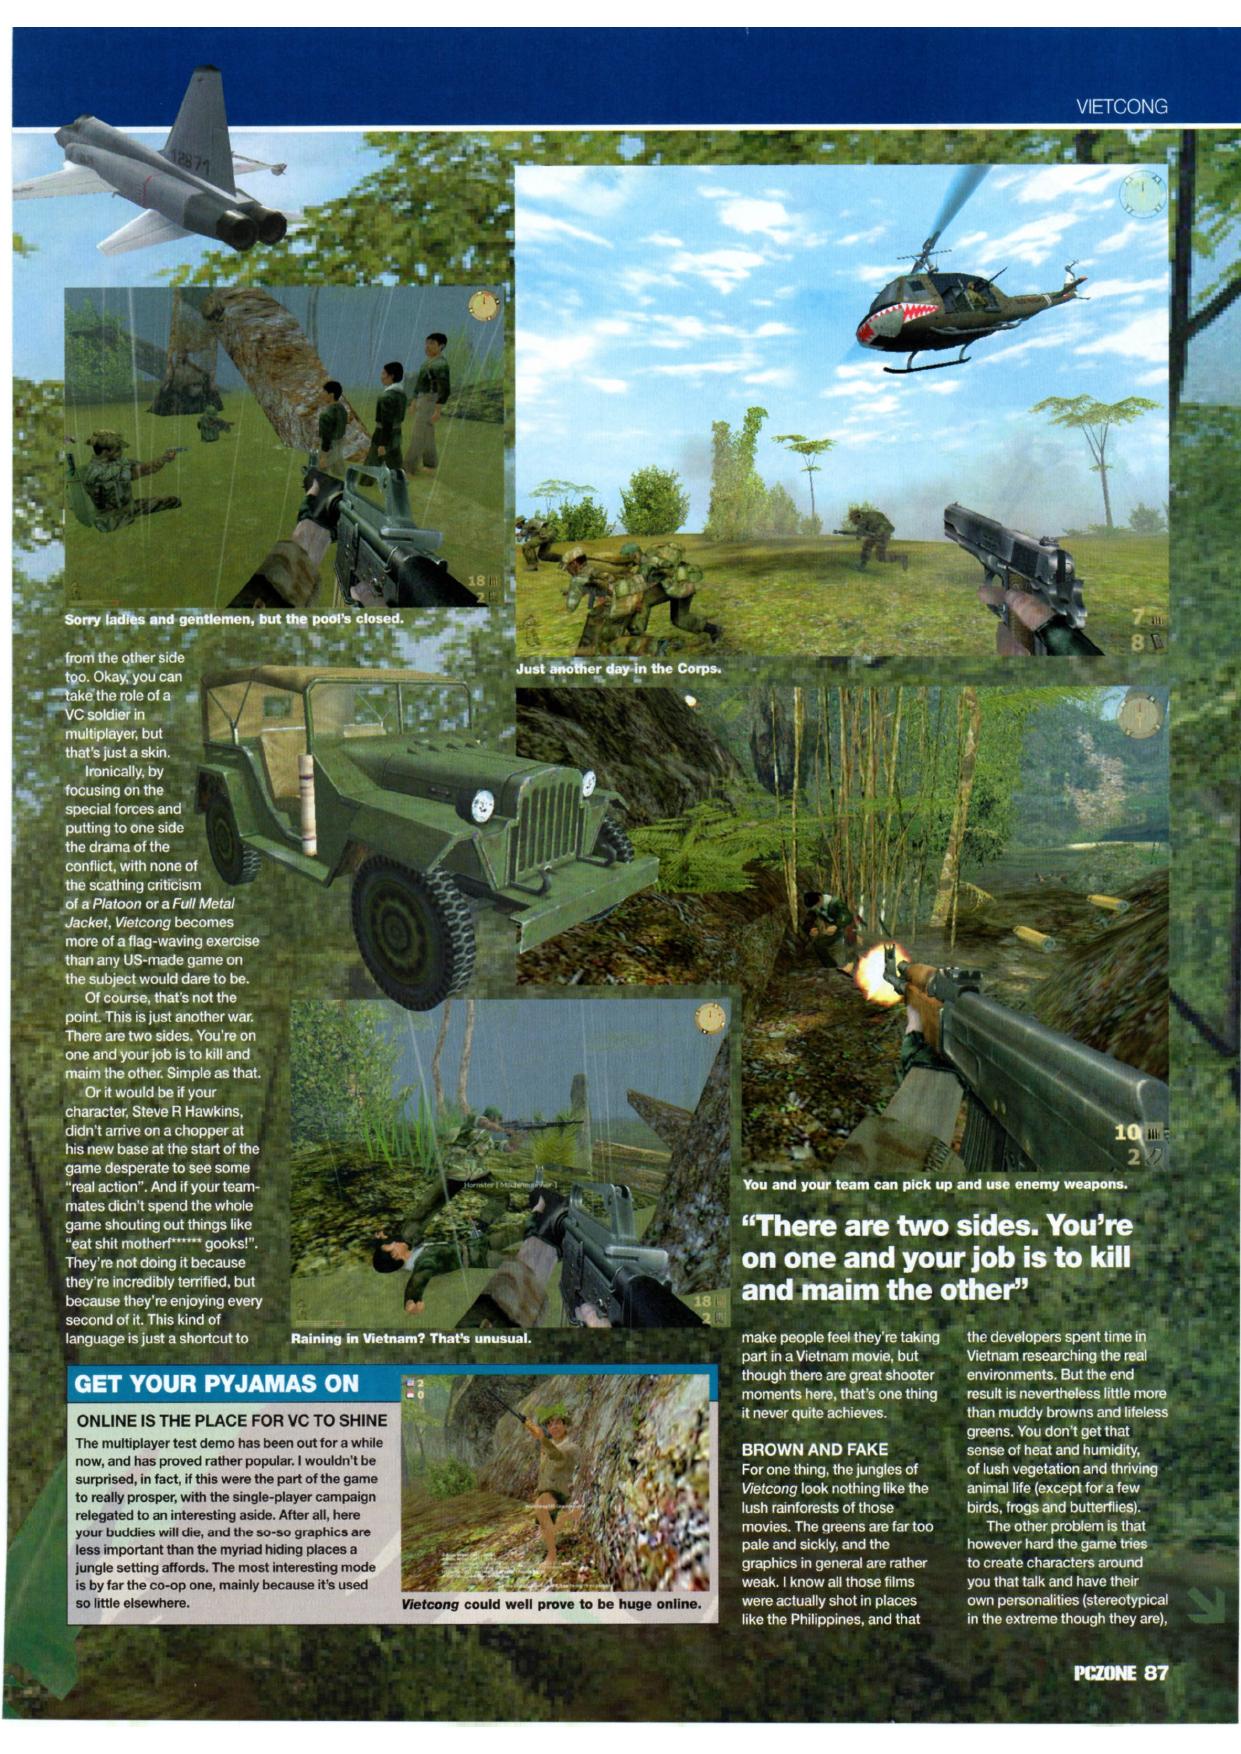 VIETCONG
12871
18
2
Sorry ladies and gentlemen, but the pool's closed.
7
8
Just another day in the Corps.
from the other side
too. Okay, you can
take the role of a
VC soldier in
multiplayer, but
that's just a skin.
Ironically, by
focusing on the
special forces and
putting to one side
the drama of the
conflict, with none of
the scathing criticism
of a Platoon or a Full Metal
Jacket, Vietcong becomes
more of a flag-waving exercise
than any US-made game on
the subject would dare to be.
Of course, that's not the
point. This is just another war.
There are two sides. You're on
one and your job is to kill and
maim the other. Simple as that.
Or it would be if your
character, Steve R Hawkins,
didn't arrive on a chopper at
his new base at the start of the
game desperate to see some
"real action". And if your team-
mates didn't spend the whole
game shouting out things like
"eat shit motherf****** gooks!".
They're not doing it because
they're incredibly terrified, but
because they're enjoying every
second of it. This kind of
language is just a shortcut to
18
2
Raining in Vietnam? That's unusual.
10
2
You and your team can pick up and use enemy weapons.
"There are two sides. You're
on one and your job is to kill
and maim the other"
make people feel they're taking
part in a Vietnam movie, but
though there are great shooter
moments here, that's one thing
it never quite achieves.
BROWN AND FAKE
For one thing, the jungles of
Vietcong look nothing like the
lush rainforests of those
movies. The greens are far too
pale and sickly, and the
graphics in general are rather
weak. I know all those films
were actually shot in places
like the Philippines, and that
the developers spent time in
Vietnam researching the real
environments. But the end
result is nevertheless little more
than muddy browns and lifeless
greens. You don't get that
sense of heat and humidity,
of lush vegetation and thriving
animal life (except for a few
birds, frogs and butterflies).
The other problem is that
however hard the game tries
to create characters around
you that talk and have their
own personalities (stereotypical
in the extreme though they are),
GET YOUR PYJAMAS ON
ONLINE IS THE PLACE FOR VC TO SHINE
The multiplayer test demo has been out for a while
now, and has proved rather popular. I wouldn't be
surprised, in fact, if this were the part of the game
to really prosper, with the single-player campaign
relegated to an interesting aside. After all, here
your buddies will die, and the so-so graphics are
less important than the myriad hiding places a
jungle setting affords. The most interesting mode
is by far the co-op one, mainly because it's used
so little elsewhere.
2
0
Vietcong could well prove to be huge online.
PCZONE 87